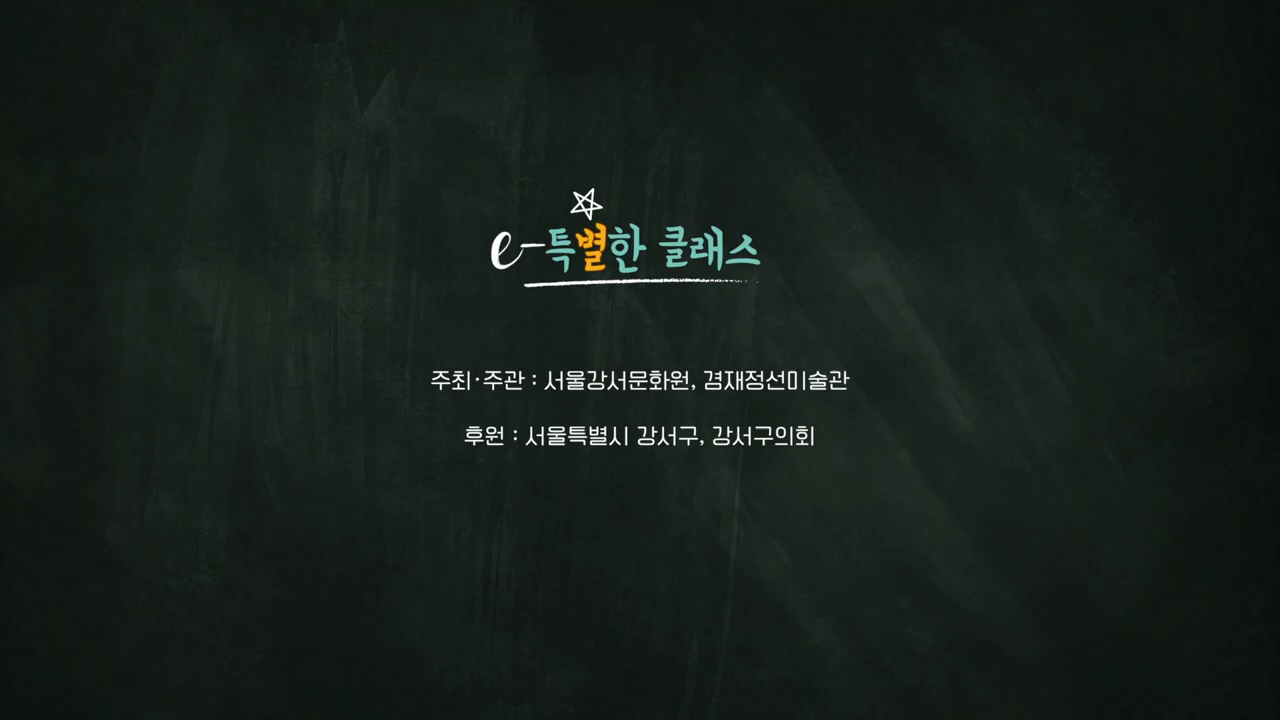 e-특별한 클래스
주최·주관 : 서울강서문화원, 겸재정선미술관
후원 : 서울특별시 강서구, 강서구의회